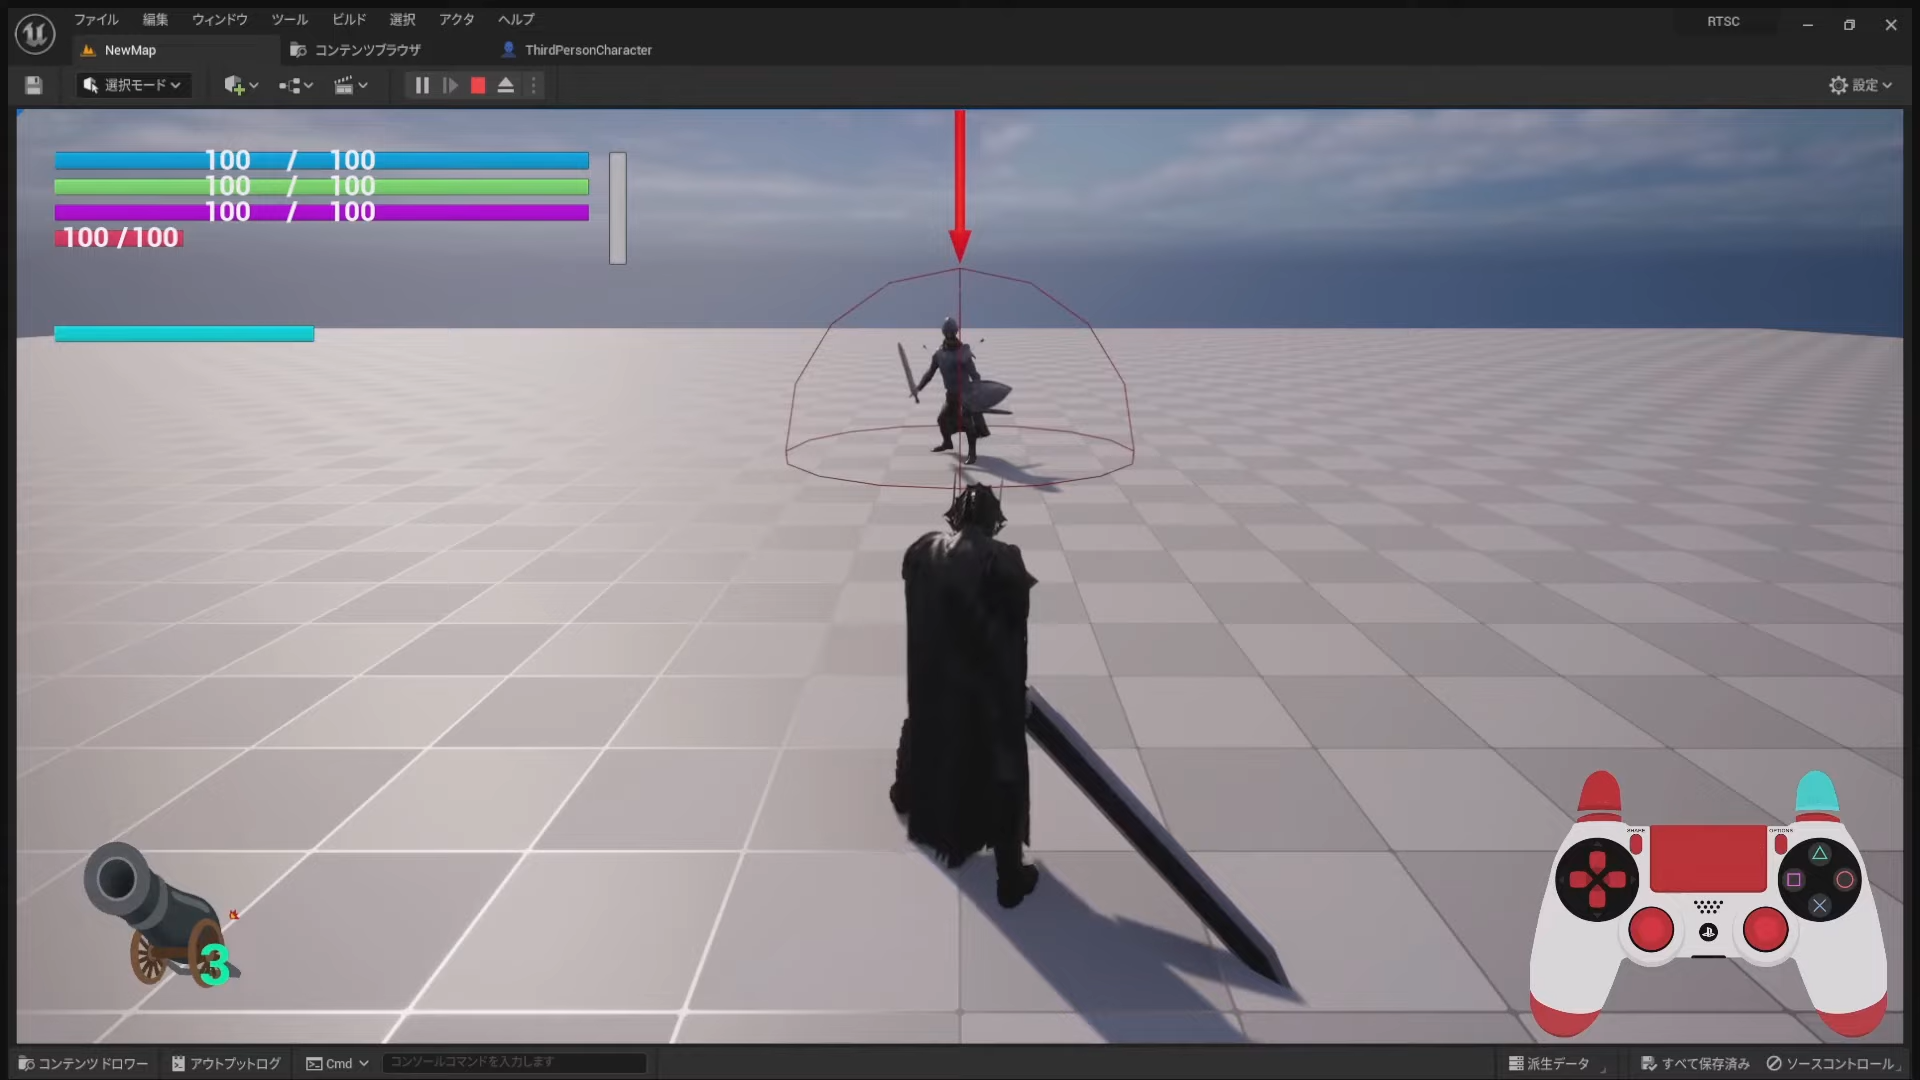 ファイル 編集 ウィンドウ ツール ビルド 選択 アクタ ヘルプ
RTSC
NewMap コンテンツブラウザ ThirdPersonCharacter
選択モード
設定
100 / 100
100 / 100
100 / 100
100 / 100
3
SHARE
OPTIONS
コンテンツドロワー アウトプットログ Cmd コンソールコマンドを入力します
派生データ すべて保存済み ソースコントロール